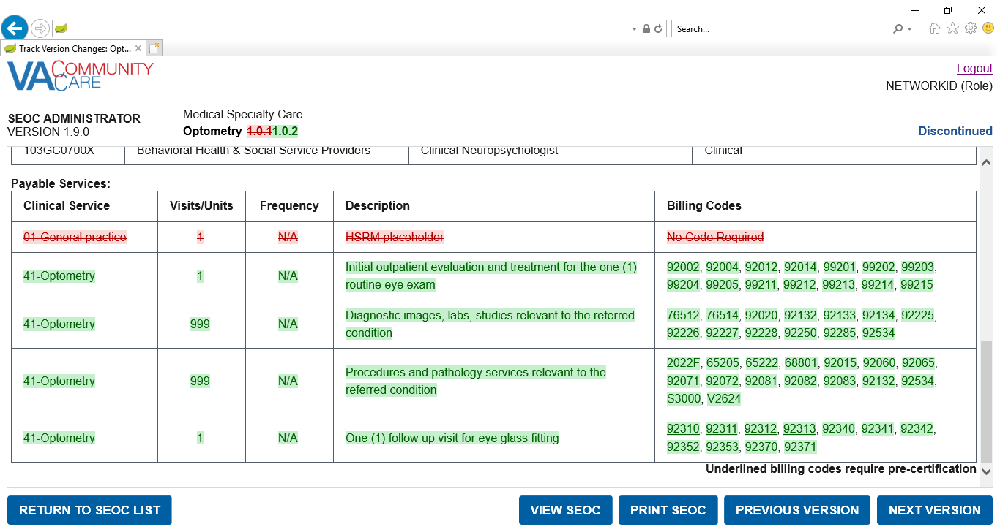 Search...
Track Version Changes: Opt...
VA COMMUNITY CARE
Logout
NETWORKID (Role)
SEOC ADMINISTRATOR
VERSION 1.9.0
Medical Specialty Care
Optometry 1.0.11.0.2
Discontinued
103GC0700X Behavioral Health & Social Service Providers Clinical Neuropsychologist Clinical
Payable Services:
Clinical Service Visits/Units Frequency Description Billing Codes
01-General practice 1 N/A HSRM placeholder No Code Required
41-Optometry 1 N/A Initial outpatient evaluation and treatment for the one (1)
routine eye exam
92002, 92004, 92012, 92014, 99201, 99202, 99203,
99204, 99205, 99211, 99212, 99213, 99214, 99215
41-Optometry 999 N/A Diagnostic images, labs, studies relevant to the referred
condition
76512, 76514, 92020, 92132, 92133, 92134, 92225,
92226, 92227, 92228, 92250, 92285, 92534
41-Optometry 999 N/A Procedures and pathology services relevant to the
referred condition
2022F, 65205, 65222, 68801, 92015, 92060, 92065,
92071, 92072, 92081, 92082, 92083, 92132, 92534,
S3000, V2624
41-Optometry 1 N/A One (1) follow up visit for eye glass fitting
92310, 92311, 92312, 92313, 92340, 92341, 92342,
92352, 92353, 92370, 92371
Underlined billing codes require pre-certification
RETURN TO SEOC LIST VIEW SEOC PRINT SEOC PREVIOUS VERSION NEXT VERSION